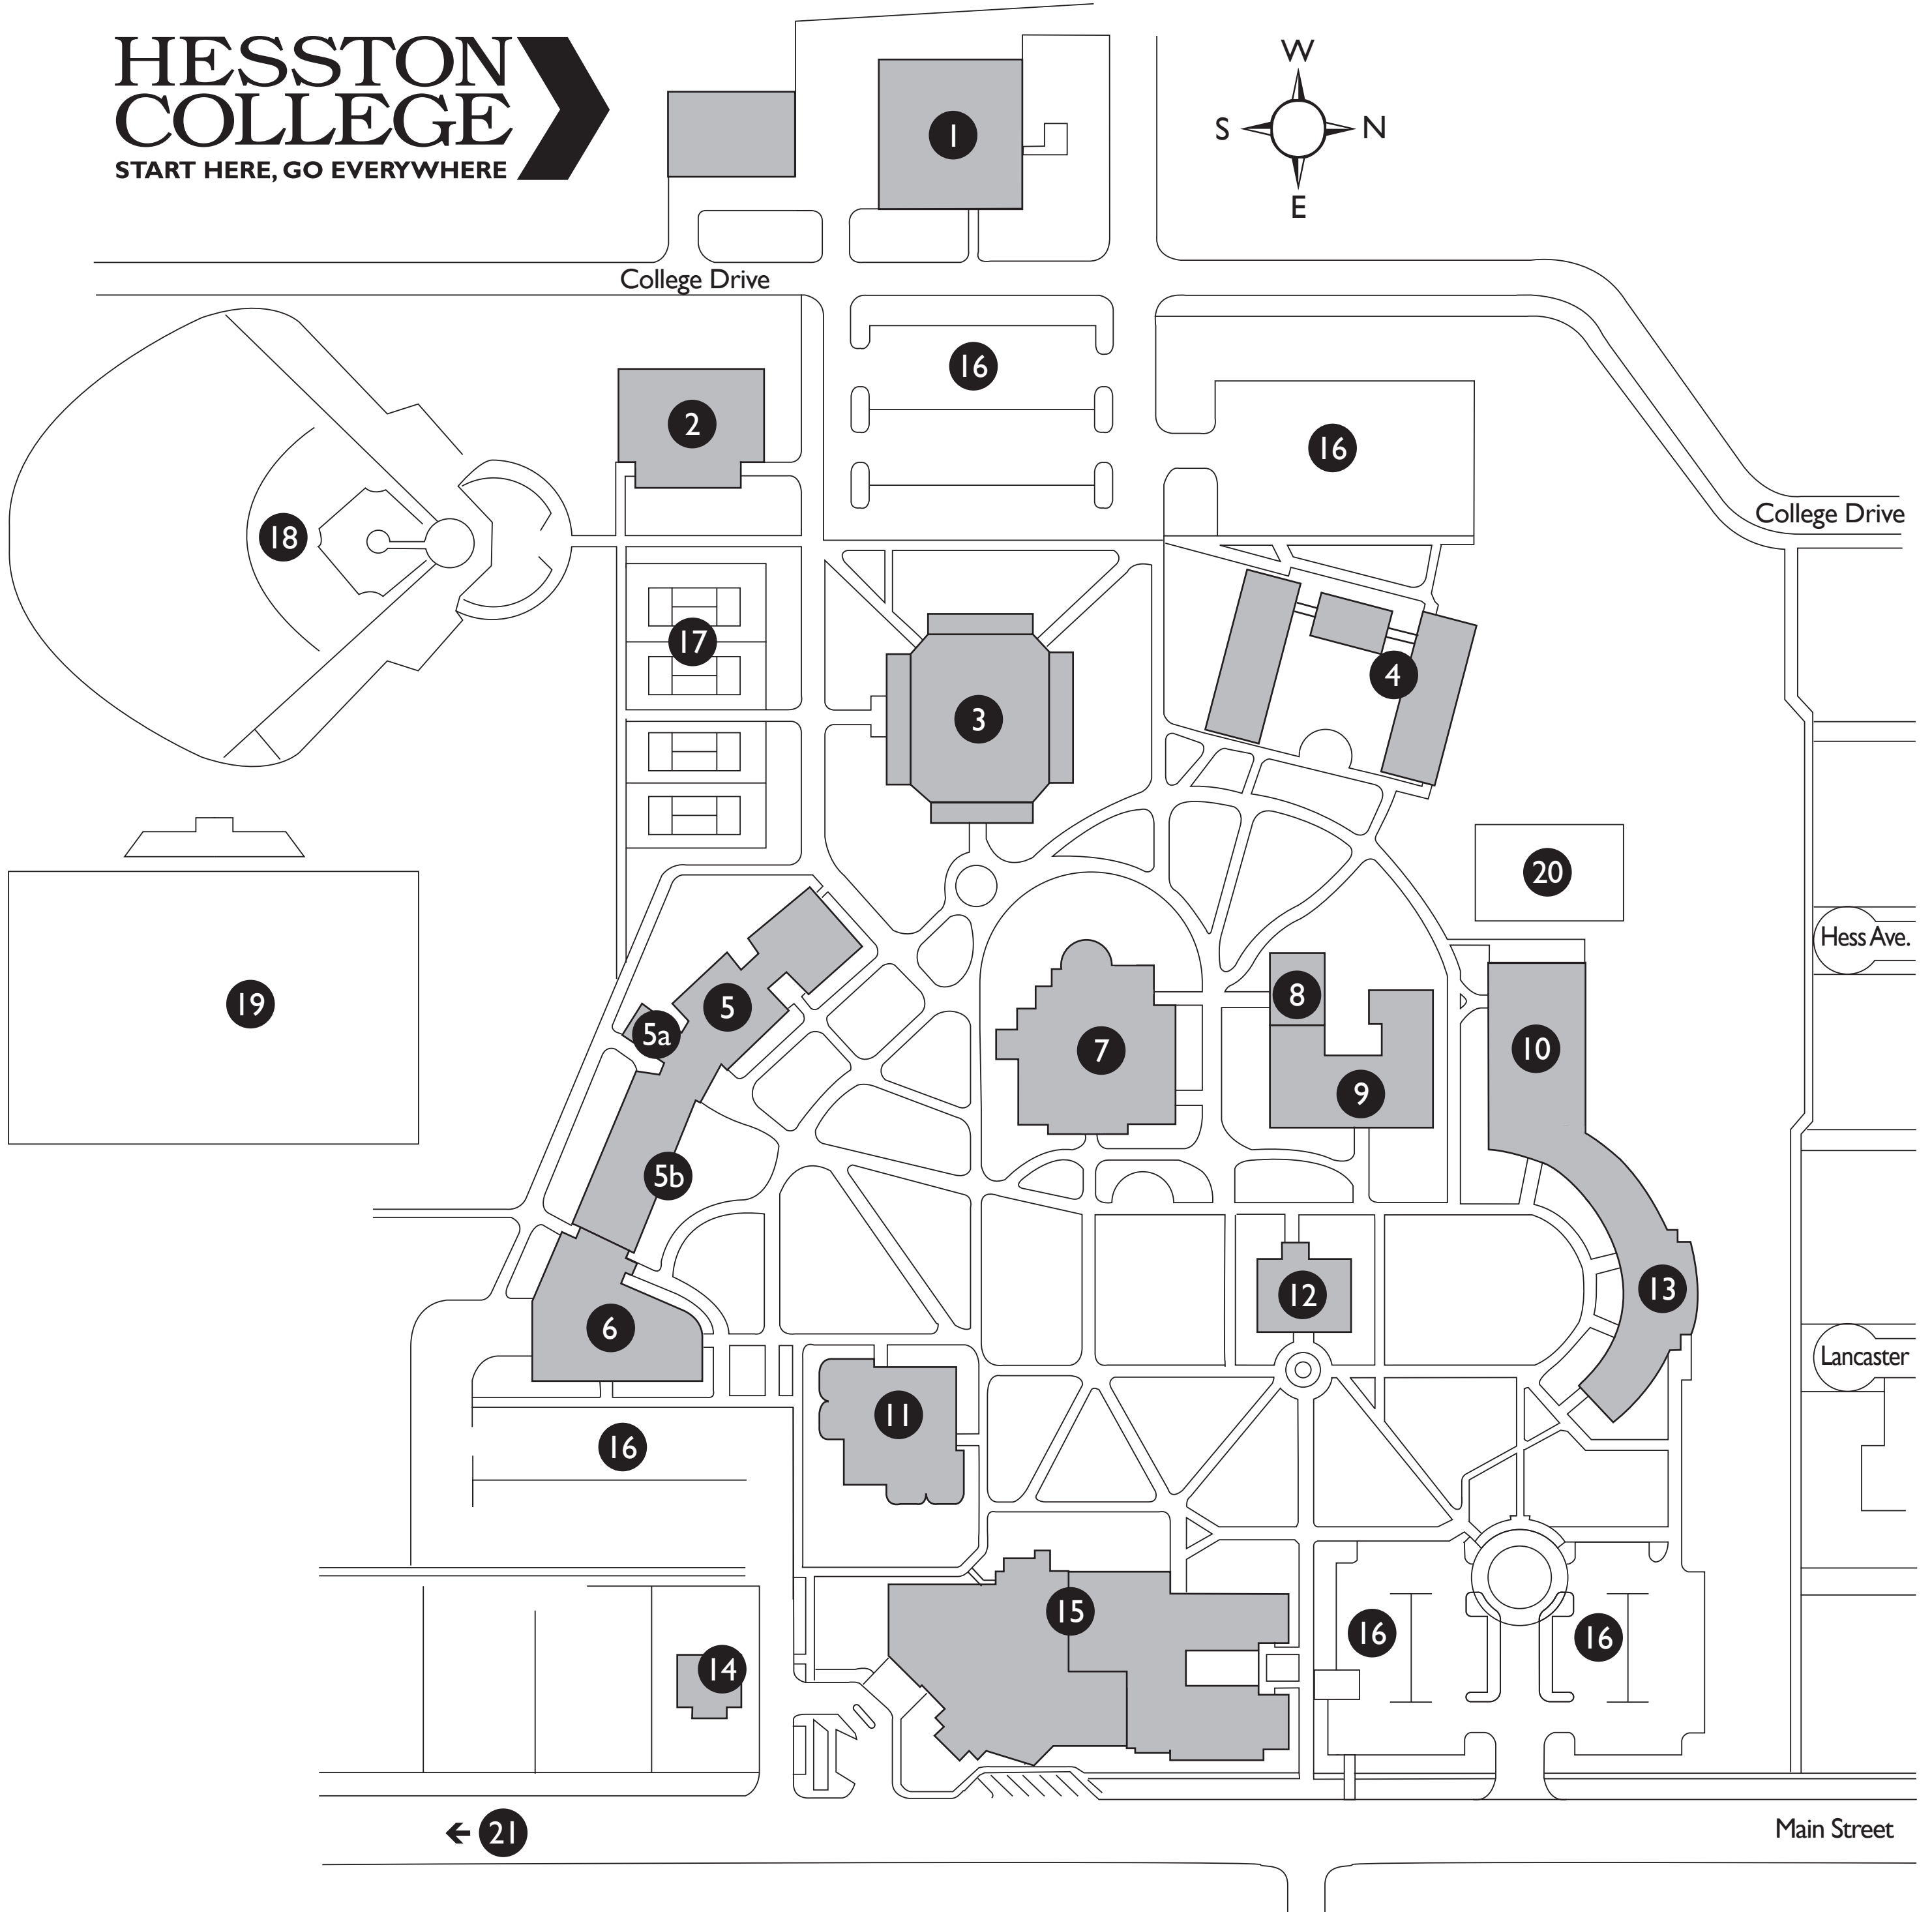 HESSTON
COLLEGE
START HERE, GO EVERYWHERE
W
S N
E
1
College Drive
16
2
16
College Drive
18
17
4
3
20
Hess Ave.
19
8
5
5a
7
10
9
5b
13
12
6
Lancaster
11
16
15
16
16
14
21
Main Street